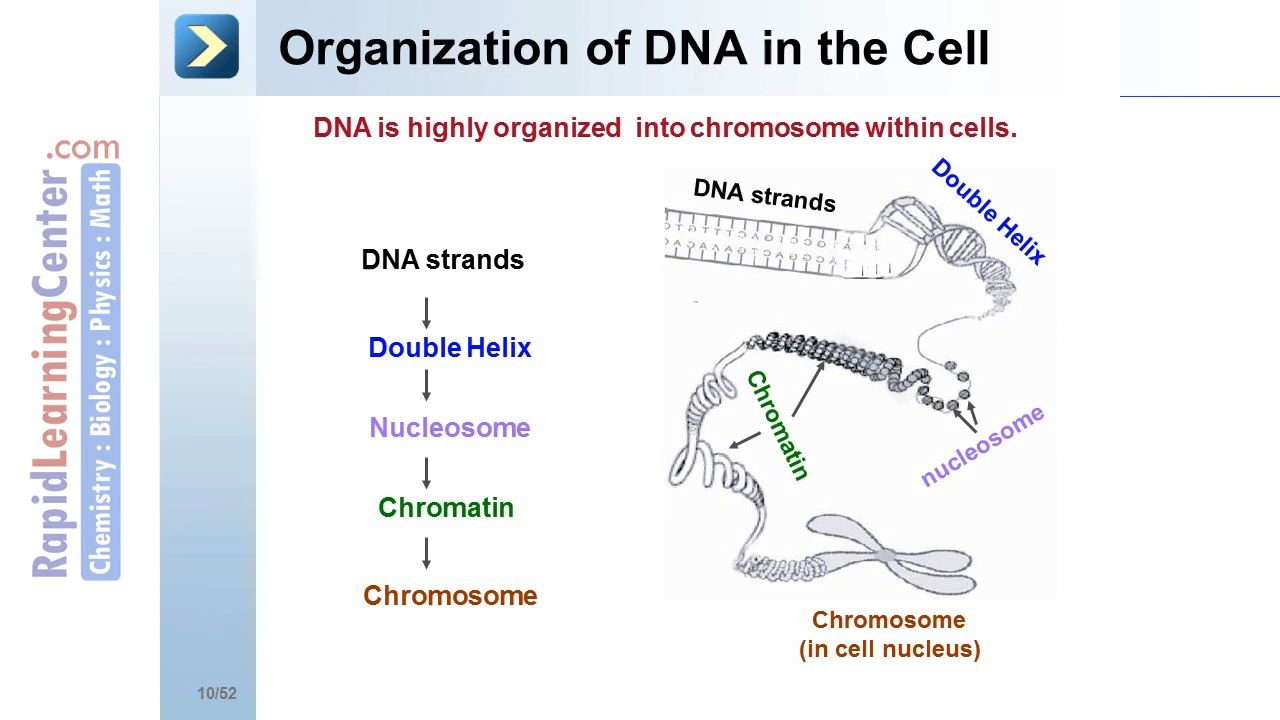 Organization of DNA in the Cell
DNA is highly organized into chromosome within cells.
RapidLearningCenter.com
Chemistry : Biology : Physics : Math
DNA strands
Double Helix
Nucleosome
Chromatin
Chromosome
DNA strands
Double Helix
Chromatin
nucleosome
Chromosome
(in cell nucleus)
10/52